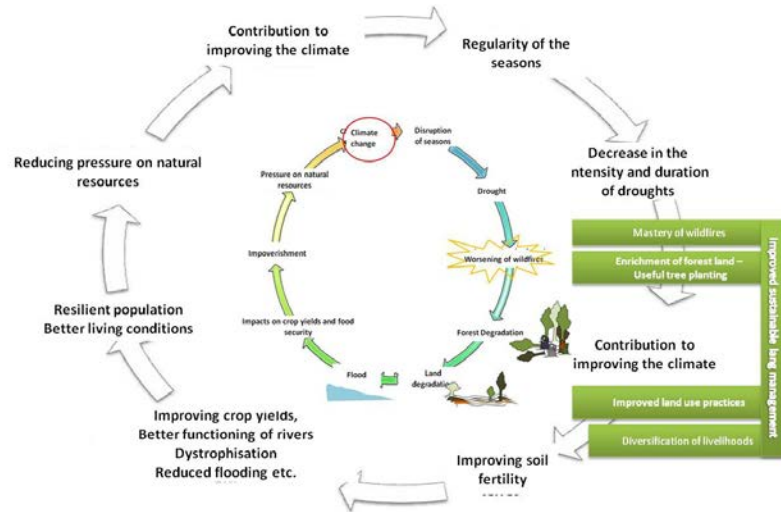 Contribution to
improving the climate
Regularity of the
seasons
Decrease in the
ntensity and duration
of droughts
Mastery of wildfires
Enrichment of forest land –
Useful tree planting
Improved sustainable lang management
Contribution to
improving the climate
Improved land use practices
Diversification of livelihoods
Improving soil
fertility
Improving crop yields,
Better functioning of rivers
Dystrophisation
Reduced flooding etc.
Resilient population
Better living conditions
Reducing pressure on natural
resources
Climate
change
Disruption
of seasons
Drought
Worsening of wildfires
Forest Degradation
Land
degradation
Flood
Impacts on crop yields and food
security
Impoverishment
Pressure on natural
resources